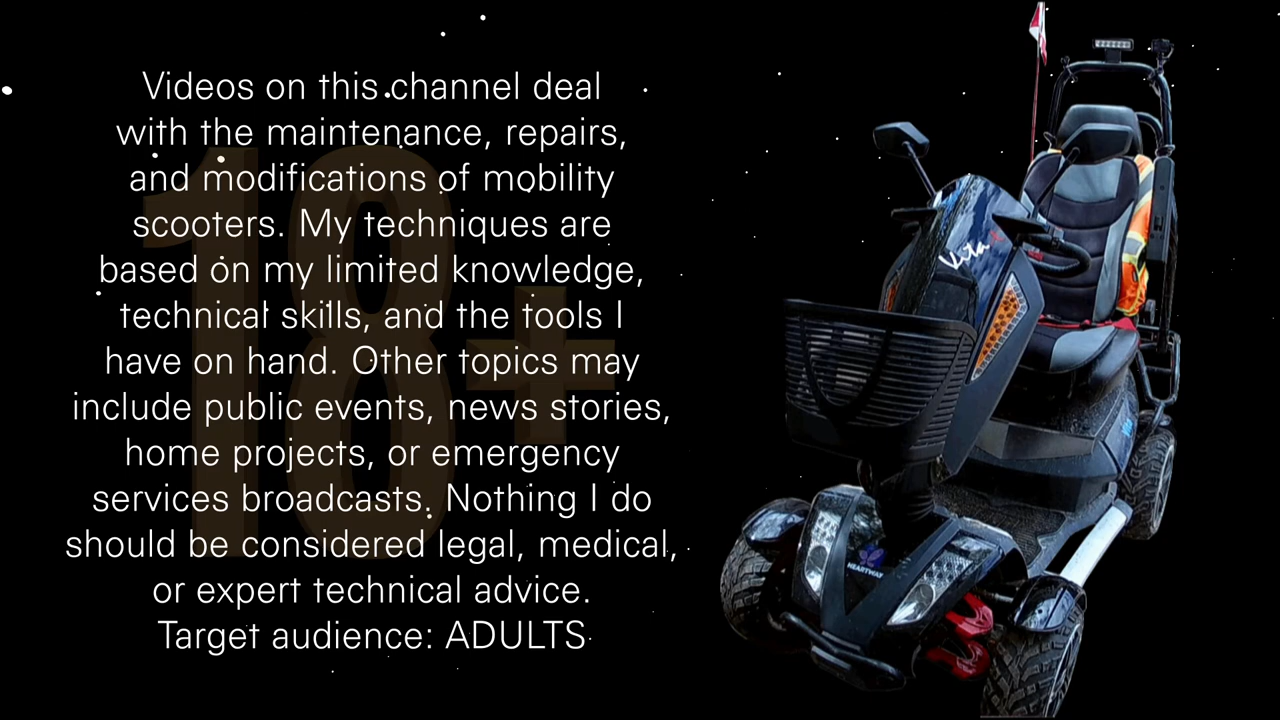 Videos on this channel deal
with the maintenance, repairs,
and modifications of mobility
scooters. My techniques are
based on my limited knowledge,
technical skills, and the tools I
have on hand. Other topics may
include public events, news stories,
home projects, or emergency
services broadcasts. Nothing I do
should be considered legal, medical,
or expert technical advice.
Target audience: ADULTS
18+
Vita
HEARTWAY